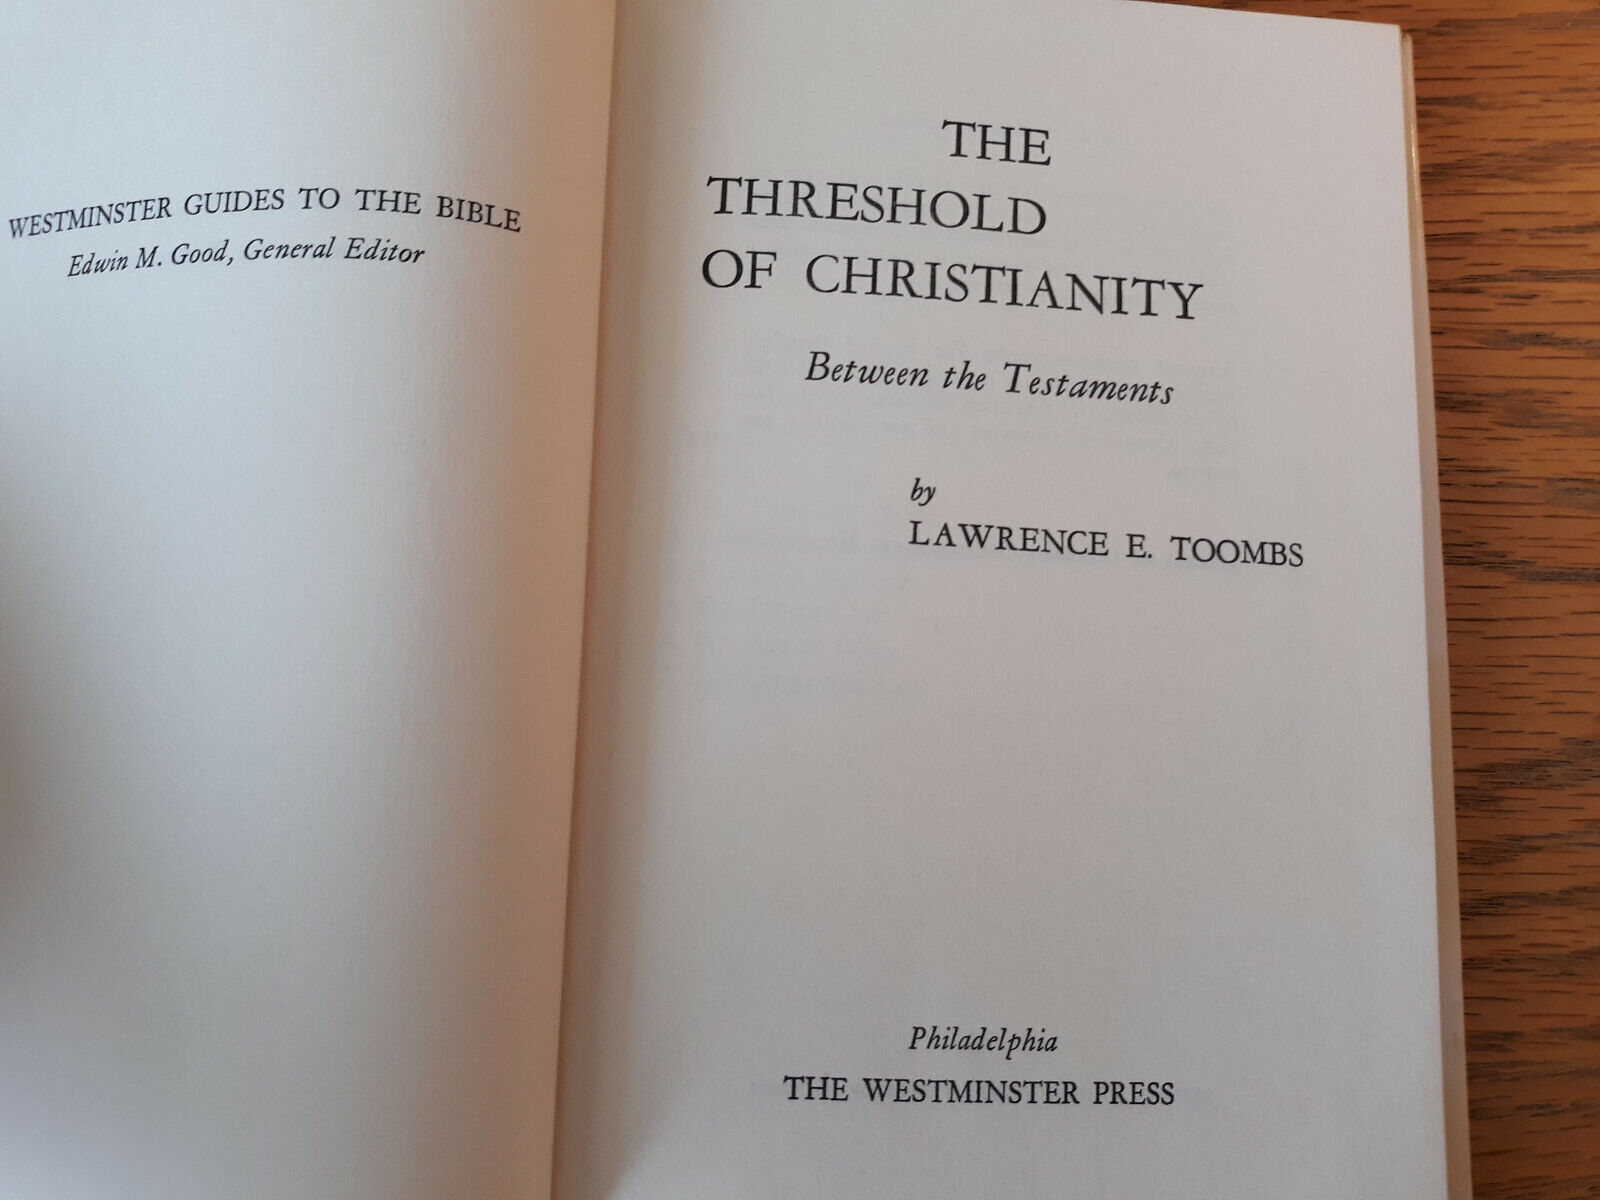 WESTMINSTER GUIDES TO THE BIBLE
Edwin M. Good, General Editor
THE
THRESHOLD
OF CHRISTIANITY
Between the Testaments
by
LAWRENCE E. TOOMBS
Philadelphia
THE WESTMINSTER PRESS